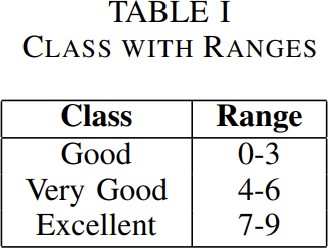 TABLE I
CLASS WITH RANGES
Class Range
Good 0-3
Very Good 4-6
Excellent 7-9